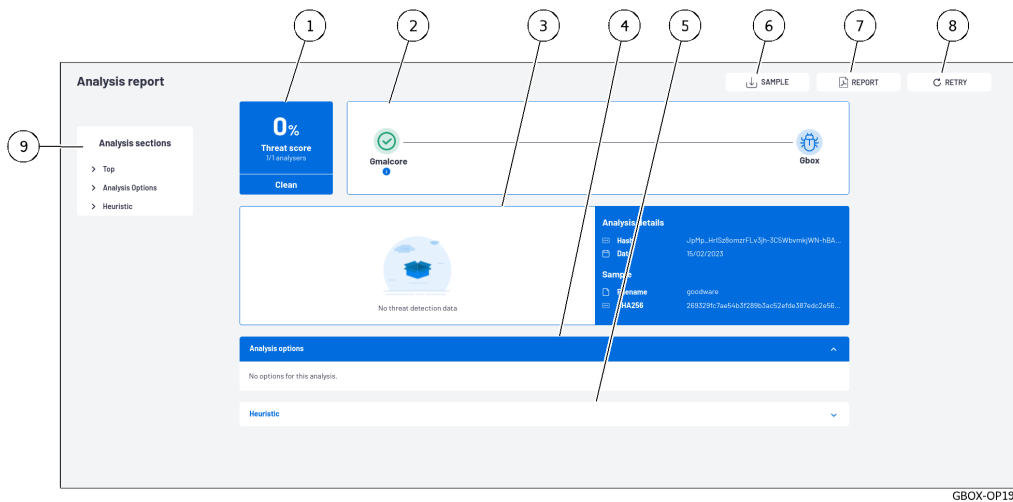 1
2
3
4
5
6
7
8
9
Analysis report
SAMPLE
REPORT
RETRY
Analysis sections
Top
Analysis Options
Heuristic
0%
Threat score
1/1 analysers
Clean
Gmalcore
Gbox
No threat detection data
Analysis details
Hash
15/02/2023
Sample
Filename goodware
Analysis options
No options for this analysis.
Heuristic
GBOX-OP19